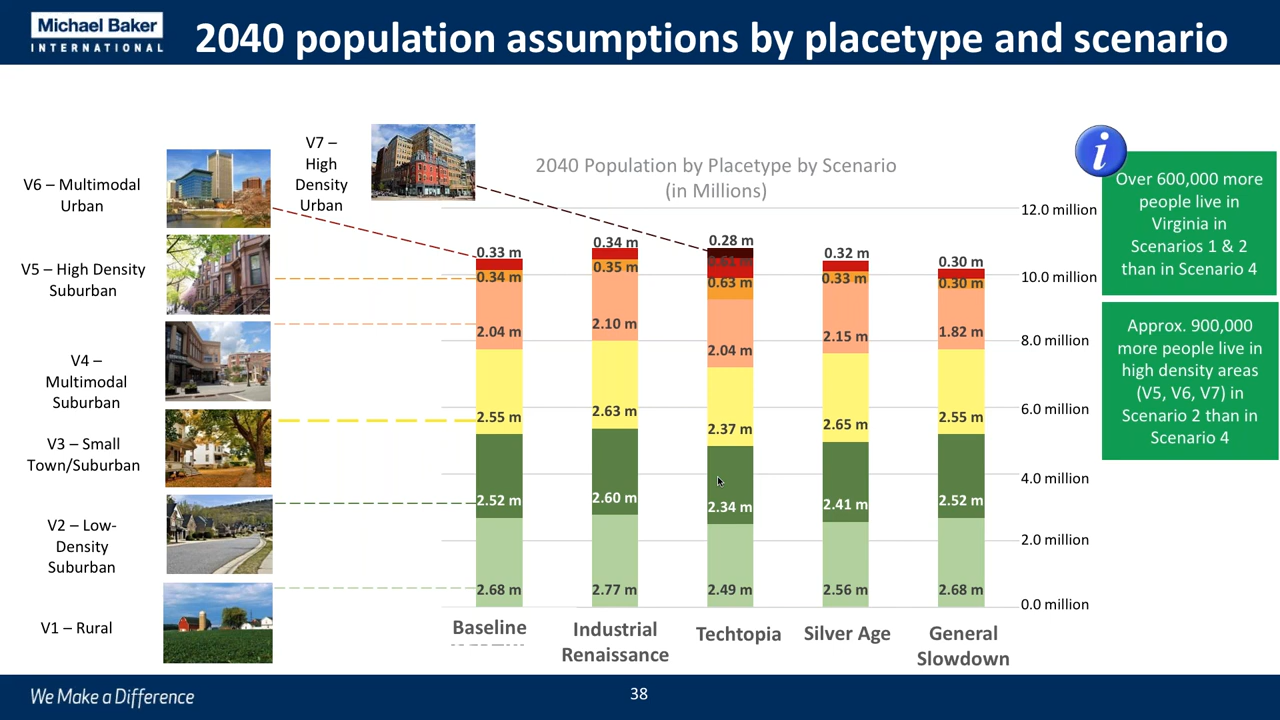 Michael Baker
INTERNATIONAL
2040 population assumptions by placetype and scenario
V7 –
High
Density
Urban
V6 – Multimodal
Urban
V5 – High Density
Suburban
V4 –
Multimodal
Suburban
V3 – Small
Town/Suburban
V2 – Low-
Density
Suburban
V1 – Rural
2040 Population by Placetype by Scenario
(in Millions)
12.0 million
10.0 million
8.0 million
6.0 million
4.0 million
2.0 million
0.0 million
0.33 m
0.34 m
2.04 m
2.55 m
2.52 m
2.68 m
Baseline
0.34 m
0.35 m
2.10 m
2.63 m
2.60 m
2.77 m
Industrial
Renaissance
0.28 m
0.61 m
0.63 m
2.04 m
2.37 m
2.34 m
2.49 m
Techtopia
0.32 m
0.33 m
2.15 m
2.65 m
2.41 m
2.56 m
Silver Age
0.30 m
0.30 m
1.82 m
2.55 m
2.52 m
2.68 m
General
Slowdown
i
Over 600,000 more
people live in
Virginia in
Scenarios 1 & 2
than in Scenario 4
Approx. 900,000
more people live in
high density areas
(V5, V6, V7) in
Scenario 2 than in
Scenario 4
We Make a Difference
38